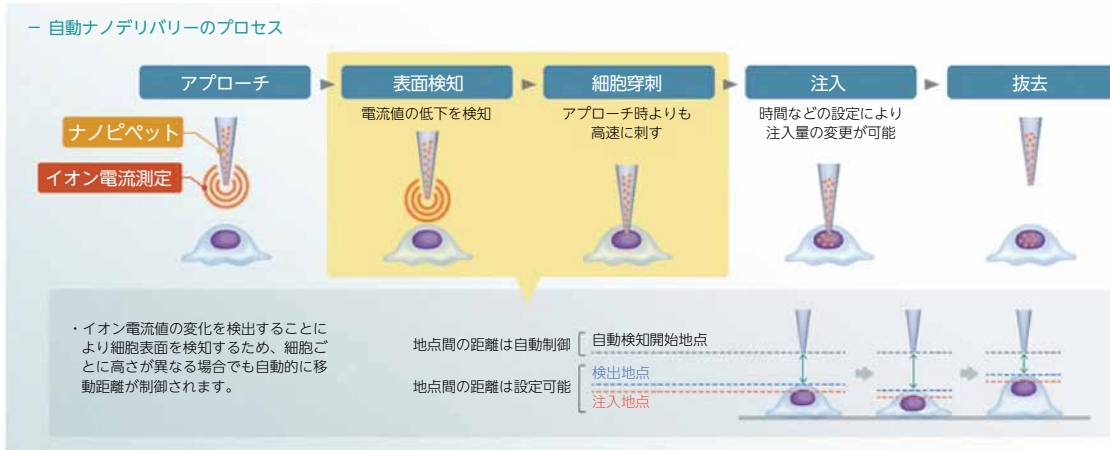 − 自動ナノデリバリーのプロセス
アプローチ
表面検知
細胞穿刺
注入
抜去
電流値の低下を検知
アプローチ時よりも
高速に刺す
時間などの設定により
注入量の変更が可能
ナノピペット
イオン電流測定
・イオン電流値の変化を検出することに
より細胞表面を検知するため、細胞ご
とに高さが異なる場合でも自動的に移
動距離が制御されます。
地点間の距離は自動制御
自動検知開始地点
地点間の距離は設定可能
検出地点
注入地点